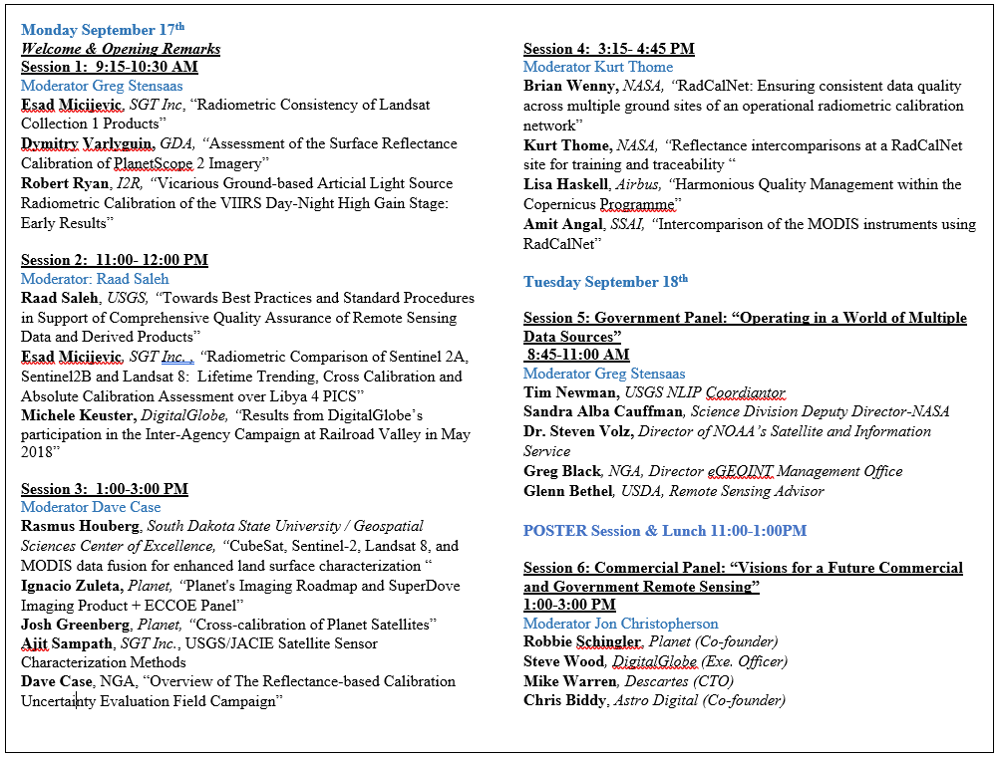 Monday September 17th
Welcome & Opening Remarks
Session 1:  9:15-10:30 AM
Moderator Greg Stensaas
Esad Micijevic, SGT Inc, “Radiometric Consistency of Landsat
Collection 1 Products”
Dymitry Varlyguin, GDA, “Assessment of the Surface Reflectance
Calibration of PlanetScope 2 Imagery”
Robert Ryan, I2R, “Vicarious Ground-based Articial Light Source
Radiometric Calibration of the VIIRS Day-Night High Gain Stage:
Early Results”
Session 2:  11:00- 12:00 PM
Moderator: Raad Saleh
Raad Saleh, USGS, “Towards Best Practices and Standard Procedures
in Support of Comprehensive Quality Assurance of Remote Sensing
Data and Derived Products”
Esad Micijevic, SGT Inc. , “Radiometric Comparison of Sentinel 2A,
Sentinel2B and Landsat 8:  Lifetime Trending, Cross Calibration and
Absolute Calibration Assessment over Libya 4 PICS”
Michele Keuster, DigitalGlobe, “Results from DigitalGlobe’s
participation in the Inter-Agency Campaign at Railroad Valley in May
2018”
Session 3:  1:00-3:00 PM
Moderator Dave Case
Rasmus Houberg, South Dakota State University / Geospatial
Sciences Center of Excellence, “CubeSat, Sentinel-2, Landsat 8, and
MODIS data fusion for enhanced land surface characterization “
Ignacio Zuleta, Planet, “Planet's Imaging Roadmap and SuperDove
Imaging Product + ECCOE Panel”
Josh Greenberg, Planet, “Cross-calibration of Planet Satellites”
Ajit Sampath, SGT Inc., USGS/JACIE Satellite Sensor
Characterization Methods
Dave Case, NGA, “Overview of The Reflectance-based Calibration
Uncertainty Evaluation Field Campaign”
Session 4:  3:15- 4:45 PM
Moderator Kurt Thome
Brian Wenny, NASA, “RadCalNet: Ensuring consistent data quality
across multiple ground sites of an operational radiometric calibration
network”
Kurt Thome, NASA, “Reflectance intercomparisons at a RadCalNet
site for training and traceability “
Lisa Haskell, Airbus, “Harmonious Quality Management within the
Copernicus Programme”
Amit Angal, SSAI, “Intercomparison of the MODIS instruments using
RadCalNet”
Tuesday September 18th
Session 5: Government Panel: “Operating in a World of Multiple
Data Sources”
8:45-11:00 AM
Moderator Greg Stensaas
Tim Newman, USGS NLIP Coordiantor
Sandra Alba Cauffman, Science Division Deputy Director-NASA
Dr. Steven Volz, Director of NOAA’s Satellite and Information
Service
Greg Black, NGA, Director eGEOINT Management Office
Glenn Bethel, USDA, Remote Sensing Advisor
POSTER Session & Lunch 11:00-1:00PM
Session 6: Commercial Panel: “Visions for a Future Commercial
and Government Remote Sensing”
1:00-3:00 PM
Moderator Jon Christopherson
Robbie Schingler, Planet (Co-founder)
Steve Wood, DigitalGlobe (Exe. Officer)
Mike Warren, Descartes (CTO)
Chris Biddy, Astro Digital (Co-founder)